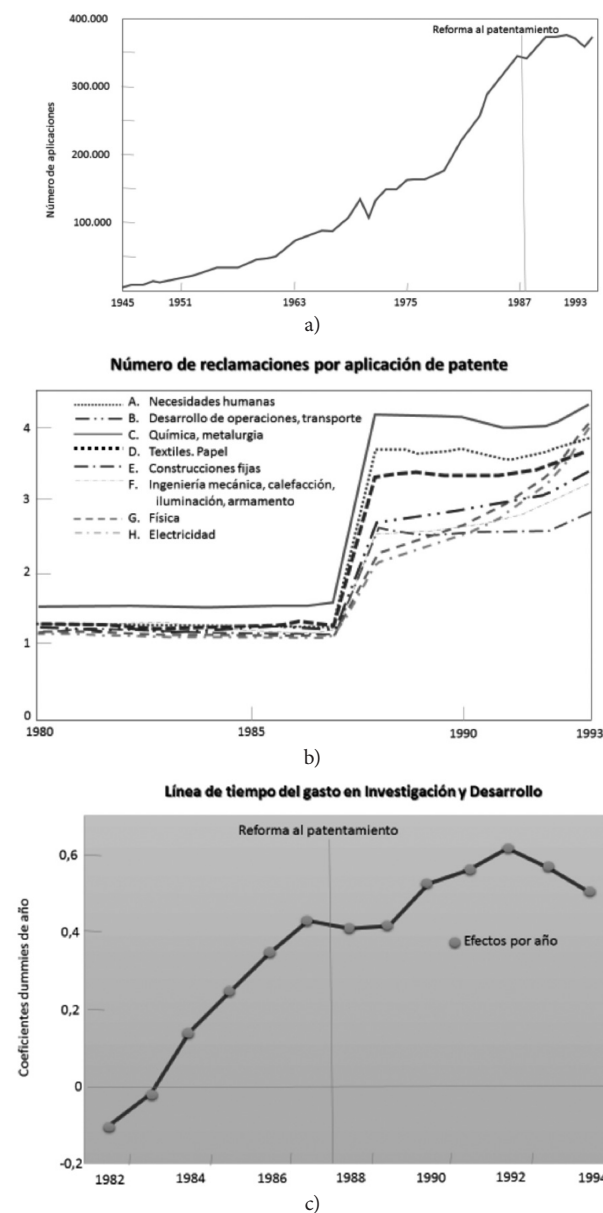 400.000
Reforma al patentamiento
300.000
200.000
100.000
Número de aplicaciones
1945 1951 1963 1975 1987 1993
a)
Número de reclamaciones por aplicación de patente
A. Necesidades humanas
B. Desarrollo de operaciones, transporte
C. Química, metalurgia
D. Textiles. Papel
E. Construcciones fijas
F. Ingeniería mecánica, calefacción,
iluminación, armamento
G. Física
H. Electricidad
4
3
2
1
0
1980 1985 1990 1993
b)
Línea de tiempo del gasto en Investigación y Desarrollo
Reforma al patentamiento
0,6
0,4
0,2
0
-0,2
Coeficientes dummies de año
Efectos por año
1982 1984 1986 1988 1990 1992 1994
c)